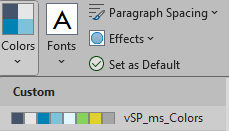 Paragraph Spacing
Colors
Fonts
Effects
Set as Default
Custom
vSP_ms_Colors